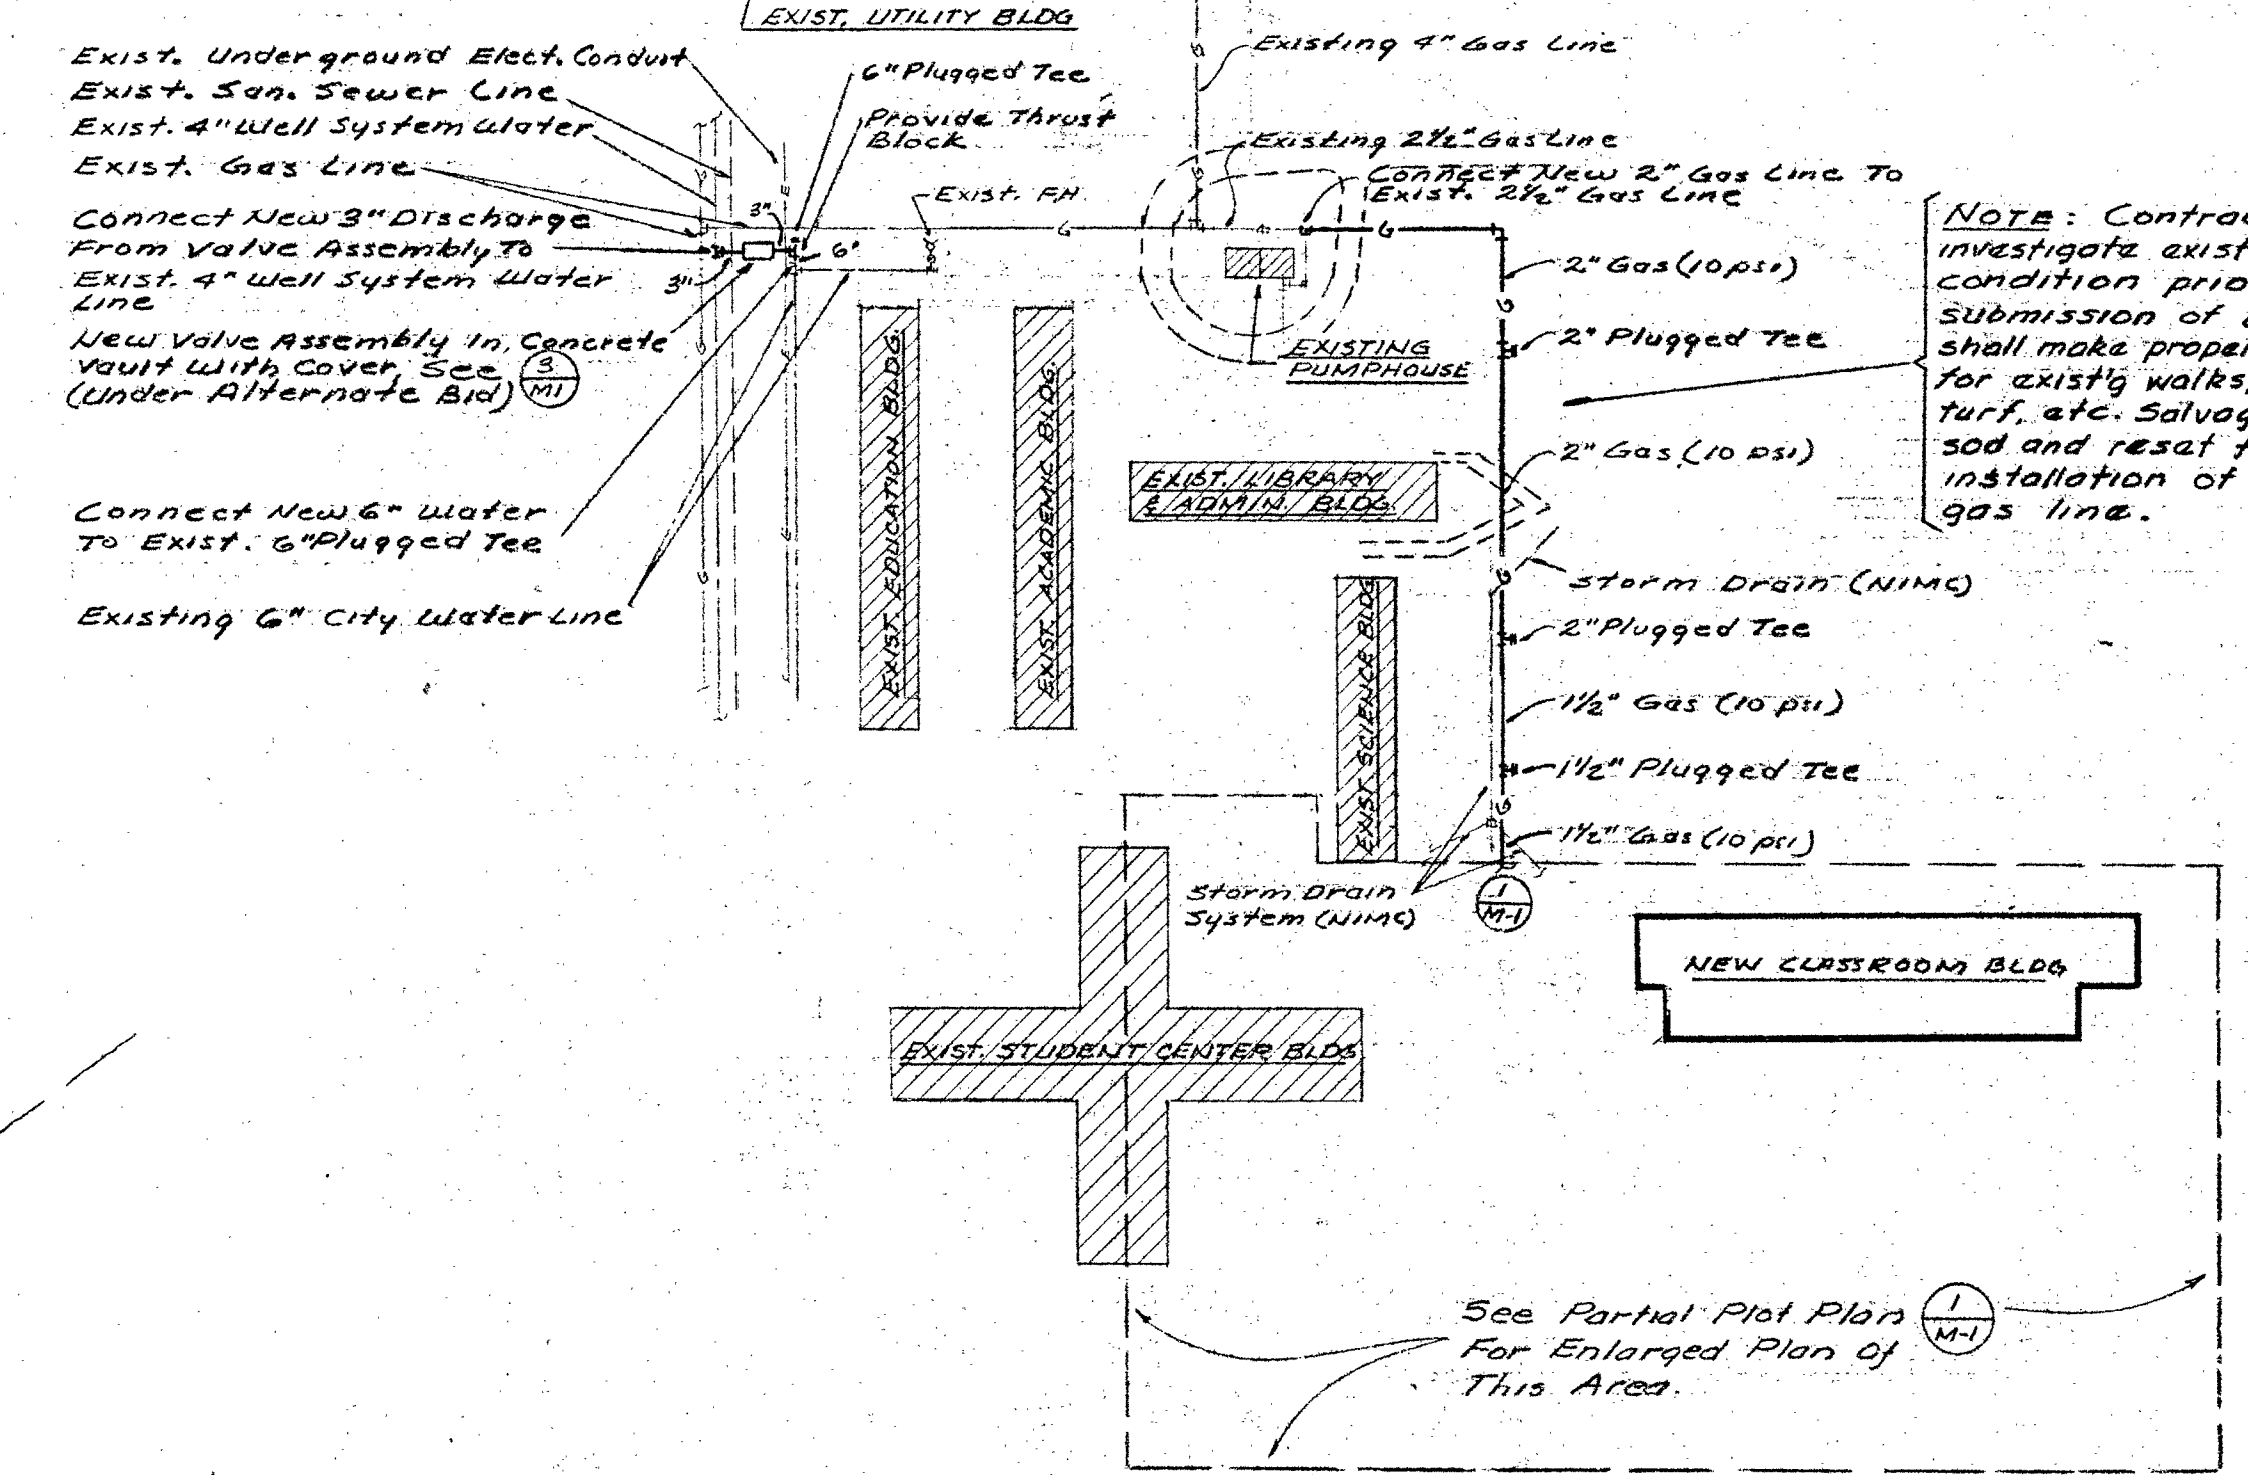 EXIST. UTILITY BLDG
Exist. Underground Elect. Conduit
Exist. San. Sewer Line
Exist. 4" Well System Water
Exist. Gas Line
Connect New 3" Discharge
From Valve Assembly To
Exist. 4" Well System Water
Line
New Valve Assembly In Concrete
Vault With Cover, See 3/M1
(Under Alternate Bid)
Connect New 6" Water
To Exist. 6" Plugged Tee
Existing 6" City Water Line
6" Plugged Tee
Provide Thrust
Block
Exist. F.H.
3"
6"
3"
Existing 4" Gas Line
Existing 2½" Gas Line
Connect New 2" Gas Line To
Exist. 2½" Gas Line
EXISTING
PUMPHOUSE
2" Gas (10 psi)
2" Plugged Tee
2" Gas (10 psi)
Storm Drain (NIMC)
2" Plugged Tee
1½" Gas (10 psi)
1½" Plugged Tee
1½" Gas (10 psi)
NOTE: Contra
investigate exist
condition prio
submission of
shall make prope
for exist'g walks,
turf, etc. Salvag
sod and reset
installation of
gas line.
EXIST. EDUCATION BLDG.
EXIST. ACADEMIC BLDG.
EXIST. LIBRARY
& ADMIN. BLDG.
EXIST. SCIENCE BLDG
Storm Drain
System (NIMC)
1
M-1
NEW CLASSROOM BLDG
EXIST. STUDENT CENTER BLDG
See Partial Plot Plan 1/M-1
For Enlarged Plan Of
This Area.